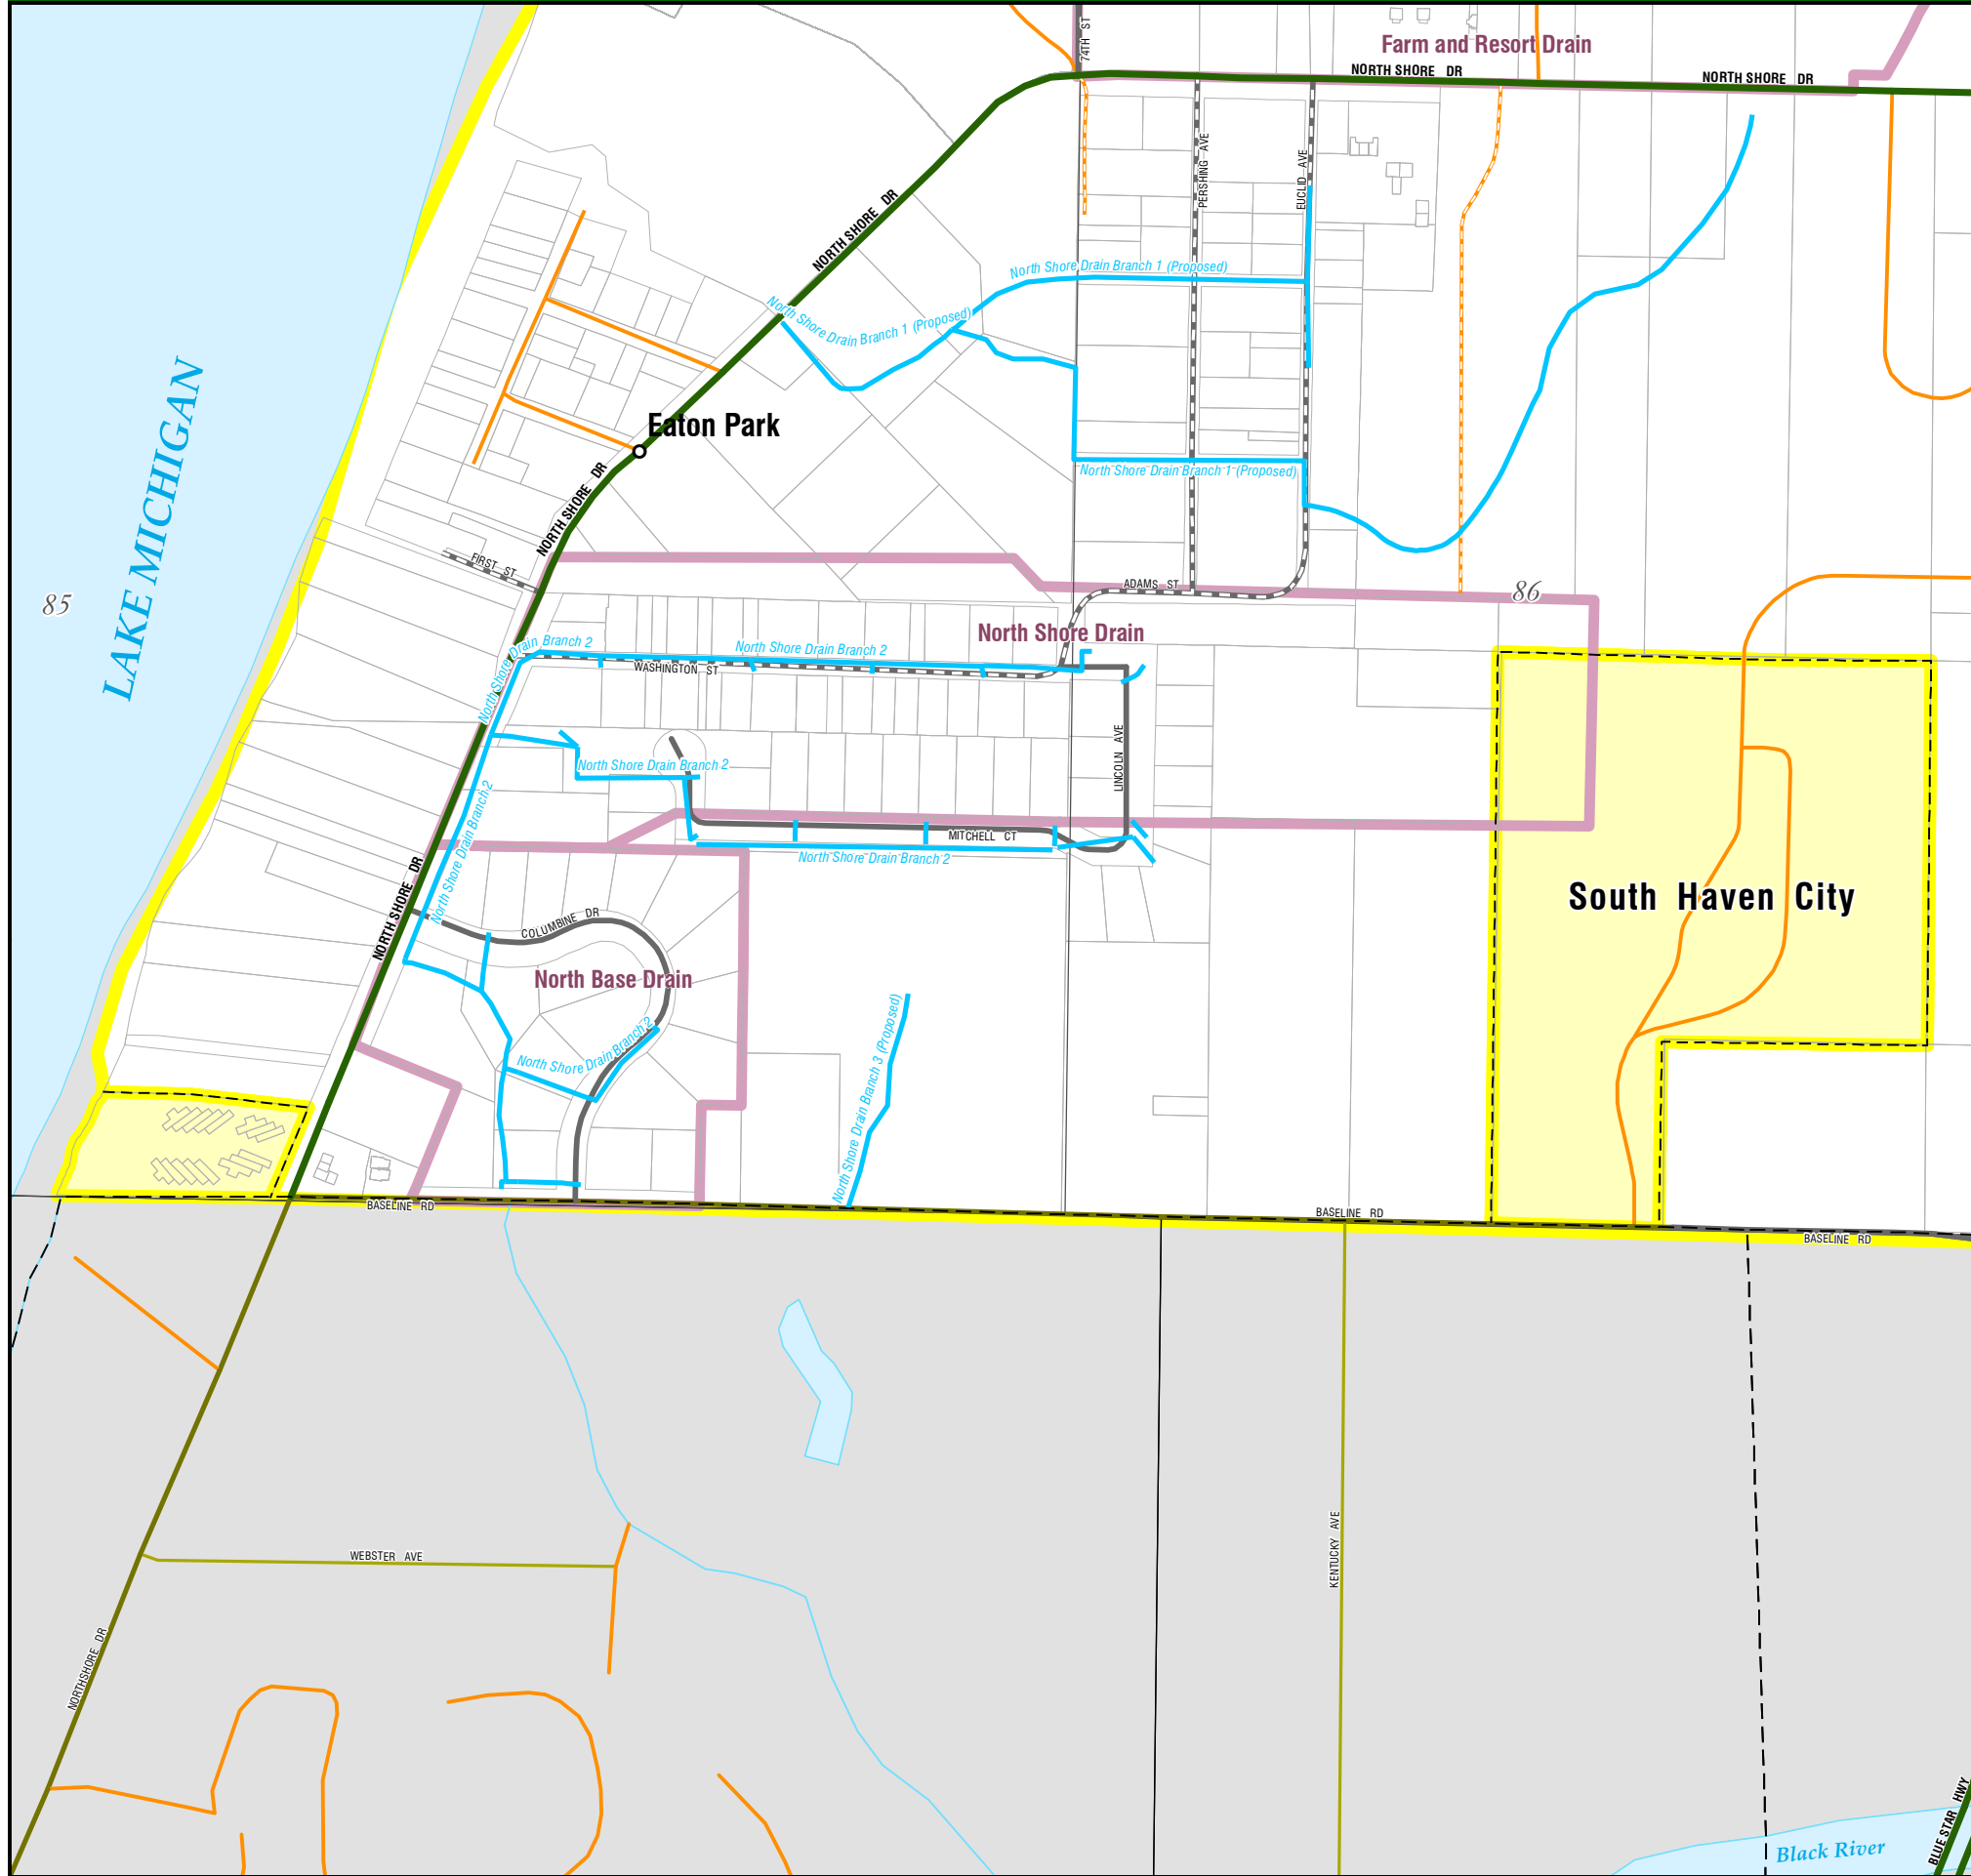 74TH ST
Farm and Resort Drain
NORTH SHORE DR
NORTH SHORE DR
PERSHING AVE
EUCLID AVE
NORTH SHORE DR
North Shore Drain Branch 1 (Proposed)
North Shore Drain Branch 1 (Proposed)
LAKE MICHIGAN
Eaton Park
North Shore Drain Branch 1 (Proposed)
NORTH SHORE DR
FIRST ST
ADAMS ST
85
86
North Shore Drain
North Shore Drain Branch 2
North Shore Drain Branch 2
WASHINGTON ST
LINCOLN AVE
North Shore Drain Branch 2
North Shore Drain Branch 2
MITCHELL CT
North Shore Drain Branch 2
NORTH SHORE DR
South Haven City
COLUMBINE DR
North Base Drain
North Shore Drain Branch 2
North Shore Drain Branch 3 (Proposed)
BASELINE RD
BASELINE RD
BASELINE RD
KENTUCKY AVE
WEBSTER AVE
NORTHSHORE DR
BLUE STAR HWY
Black River